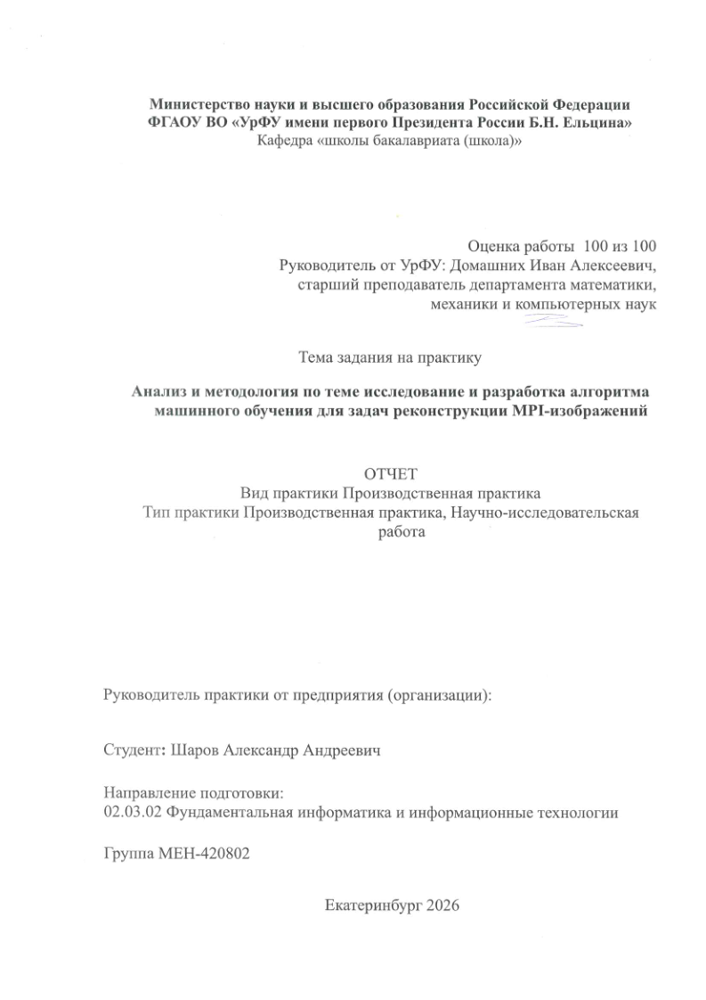 Министерство науки и высшего образования Российской Федерации
ФГАОУ ВО «УрФУ имени первого Президента России Б.Н. Ельцина»
Кафедра «школы бакалавриата (школа)»
Оценка работы 100 из 100
Руководитель от УрФУ: Домашних Иван Алексеевич,
старший преподаватель департамента математики,
механики и компьютерных наук
Тема задания на практику
Анализ и методология по теме исследование и разработка алгоритма
машинного обучения для задач реконструкции MPI-изображений
ОТЧЕТ
Вид практики Производственная практика
Тип практики Производственная практика, Научно-исследовательская
работа
Руководитель практики от предприятия (организации):
Студент: Шаров Александр Андреевич
Направление подготовки:
02.03.02 Фундаментальная информатика и информационные технологии
Группа МЕН-420802
Екатеринбург 2026